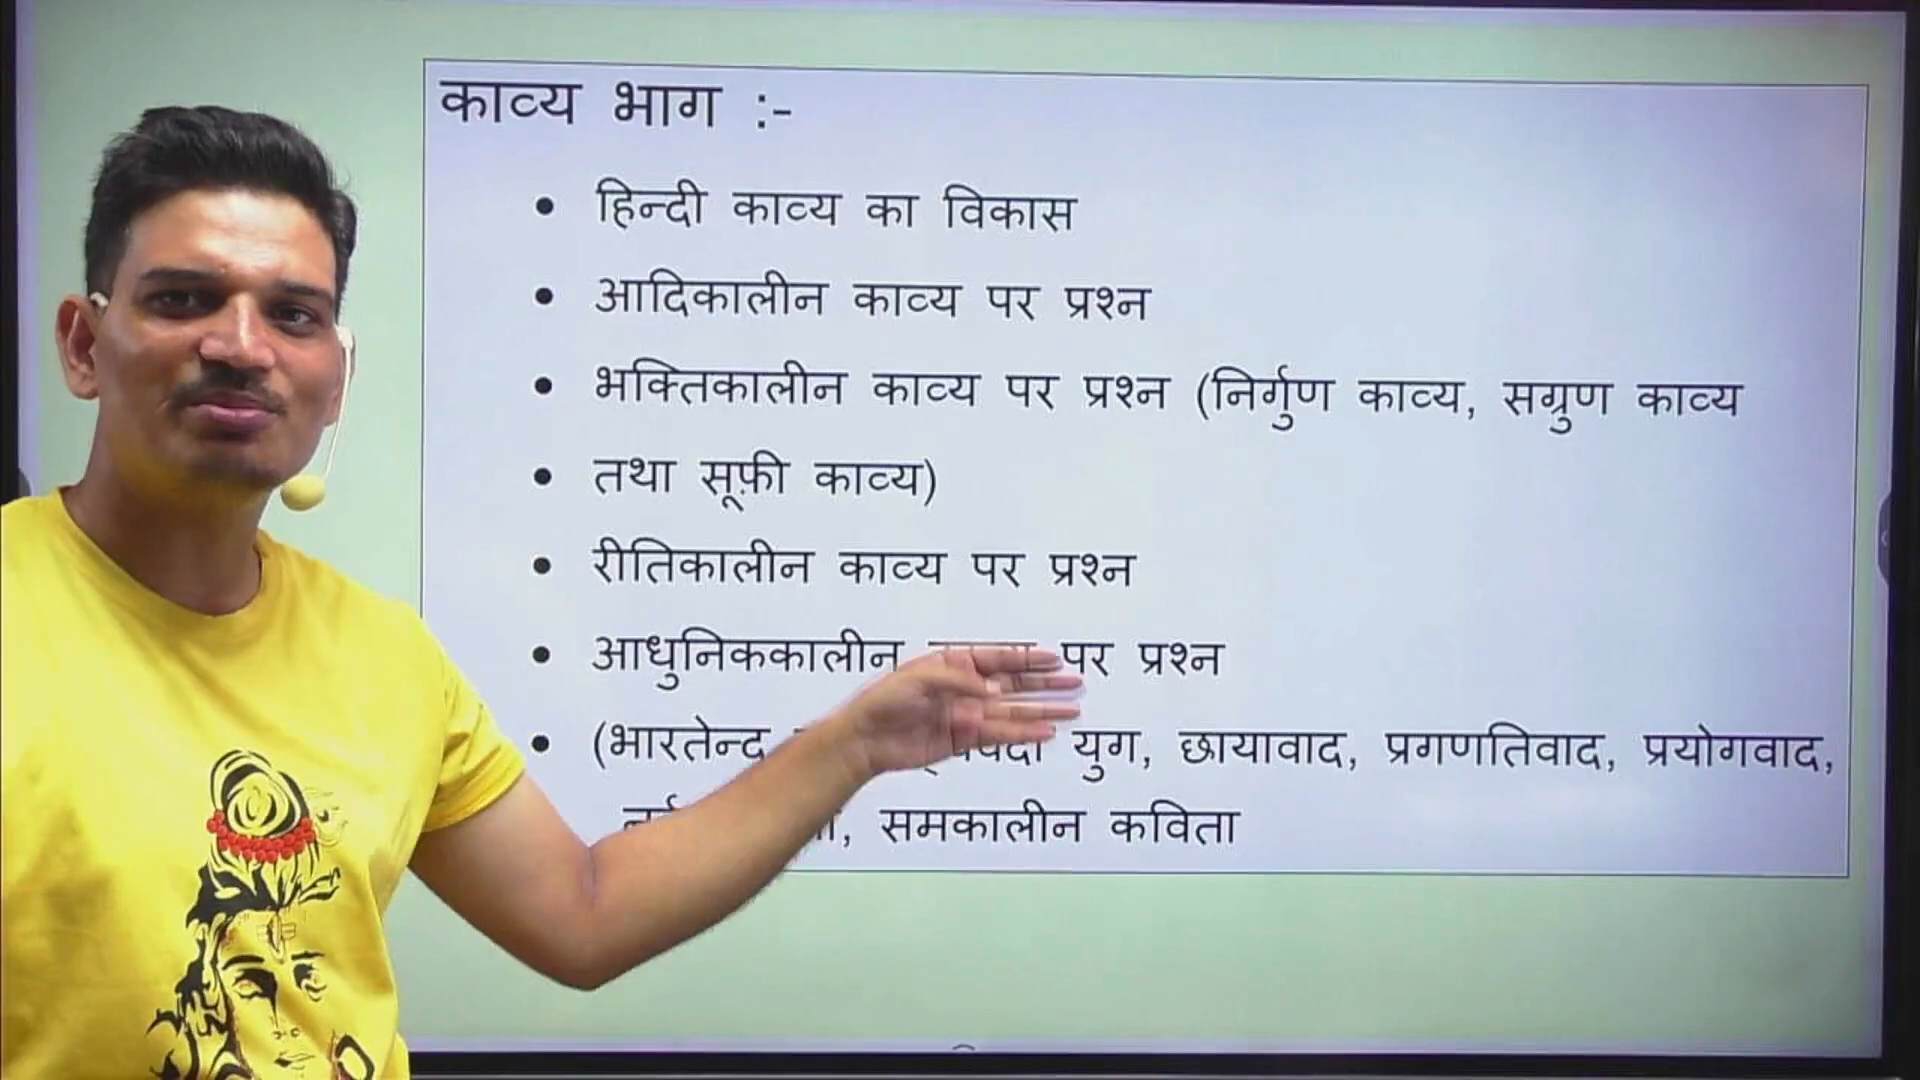 काव्य भाग :-
• हिन्दी काव्य का विकास
• आदिकालीन काव्य पर प्रश्न
• भक्तिकालीन काव्य पर प्रश्न (निर्गुण काव्य, सग्रुण काव्य
• तथा सूफ़ी काव्य)
• रीतिकालीन काव्य पर प्रश्न
• आधुनिककालीन पर प्रश्न
• (भारतेन्द युग, छायावाद, प्रगणतिवाद, प्रयोगवाद,
समकालीन कविता